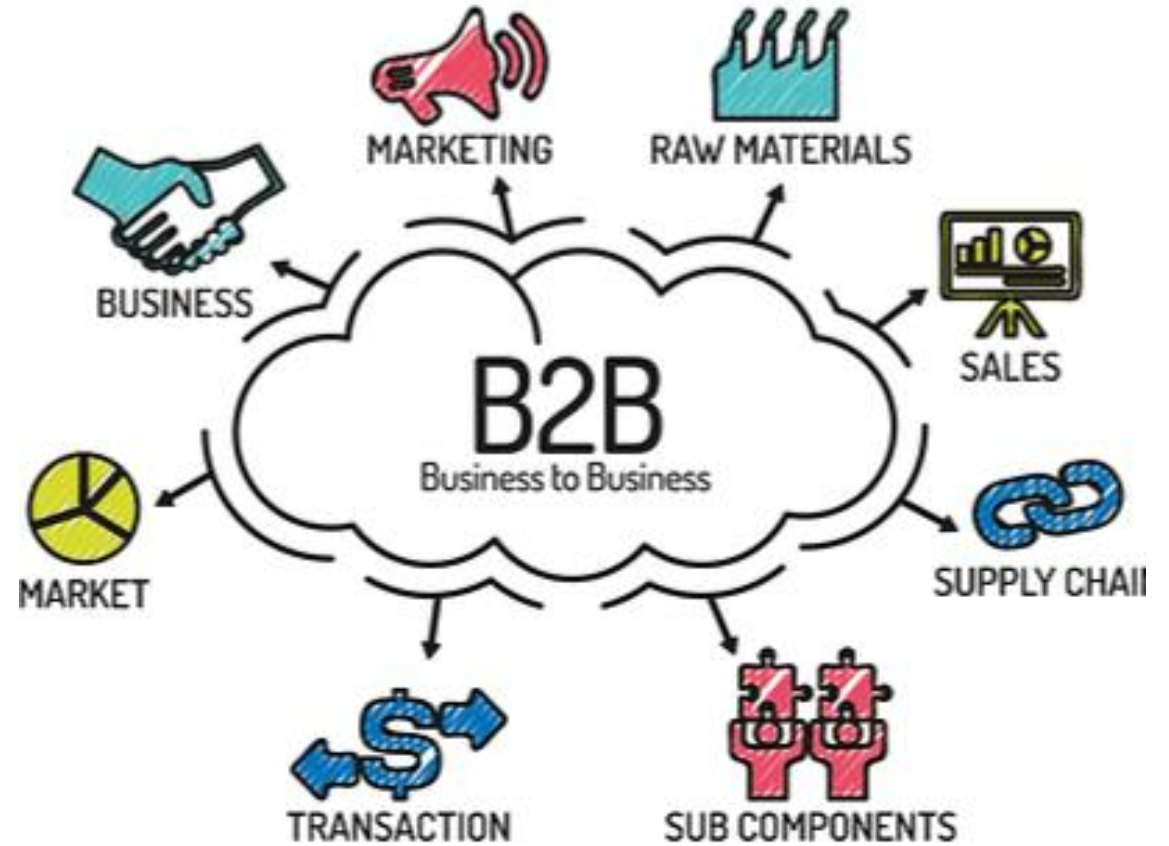 MARKETING
RAW MATERIALS
BUSINESS
SALES
B2B
Business to Business
MARKET
SUPPLY CHAI
TRANSACTION
SUB COMPONENTS